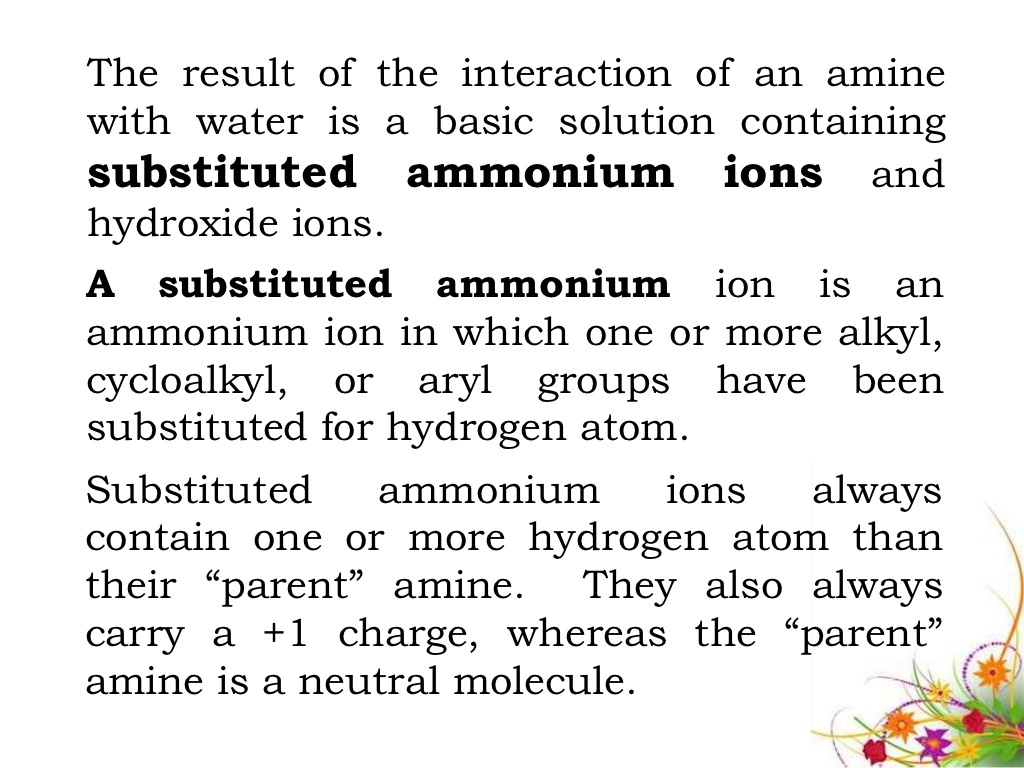 The result of the interaction of an amine
with water is a basic solution containing
substituted ammonium ions and
hydroxide ions.
A substituted ammonium ion is an
ammonium ion in which one or more alkyl,
cycloalkyl, or aryl groups have been
substituted for hydrogen atom.
Substituted ammonium ions always
contain one or more hydrogen atom than
their “parent” amine. They also always
carry a +1 charge, whereas the “parent”
amine is a neutral molecule.